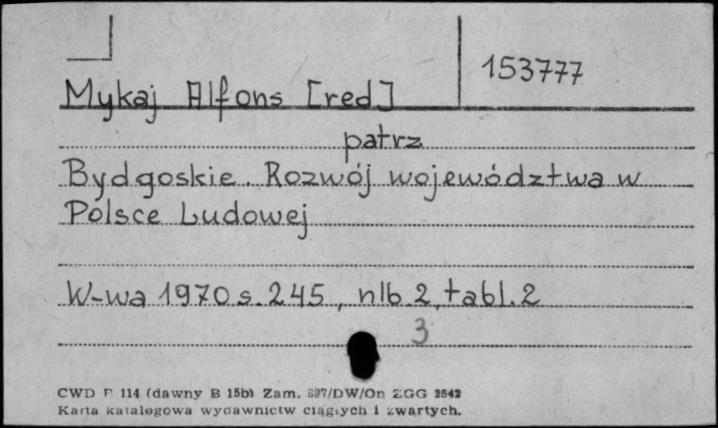 153777
Mykaj Alfons [red]
patrz
Bydgoskie. Rozwój województwa w
Polsce Ludowej
W-wa 1970 s. 245, nlb 2, tabl. 2
3
CWD P 114 (dawny B 15b) Zam. 897/DW/On ZGG 2542
Karta katalogowa wydawnictw ciągłych i zwartych.